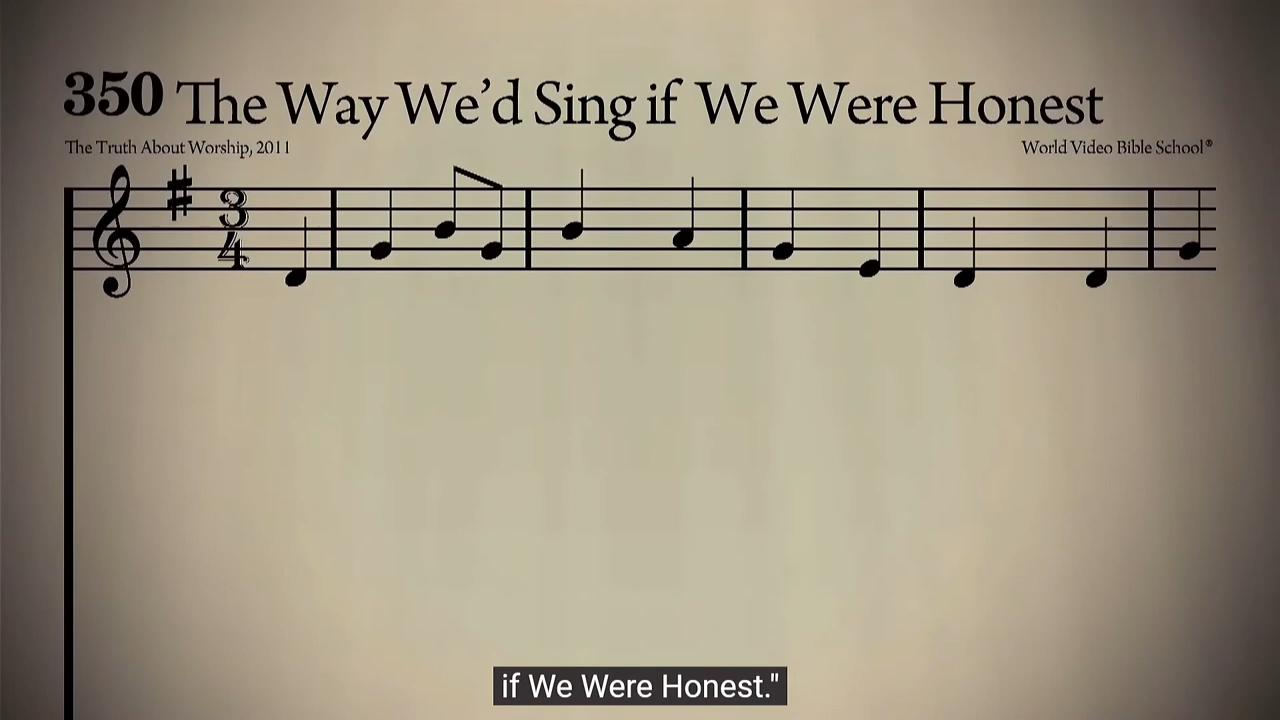 350 The Way We'd Sing if We Were Honest
The Truth About Worship, 2011
World Video Bible School®
3
4
if We Were Honest."